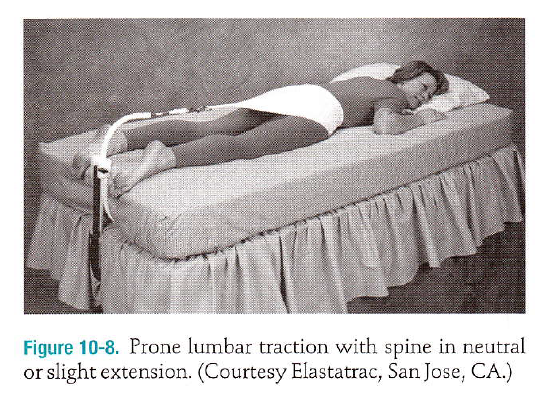 Figure 10-8. Prone lumbar traction with spine in neutral
or slight extension. (Courtesy Elastatrac, San Jose, CA.)